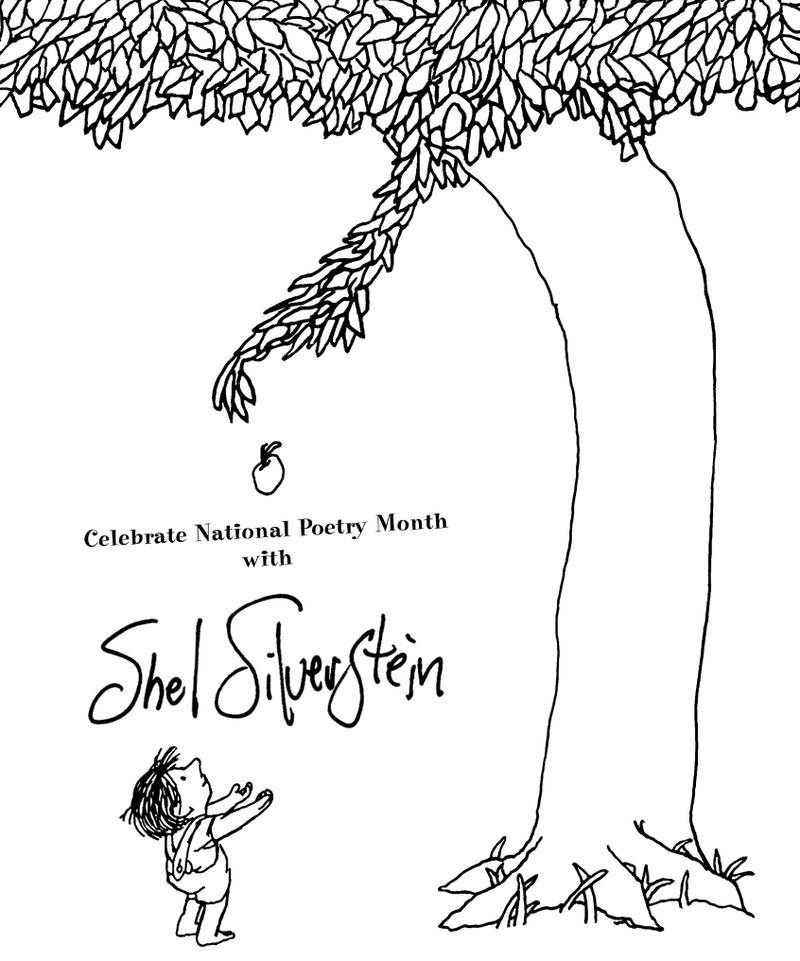 Celebrate National Poetry Month
with
Shel Silverstein